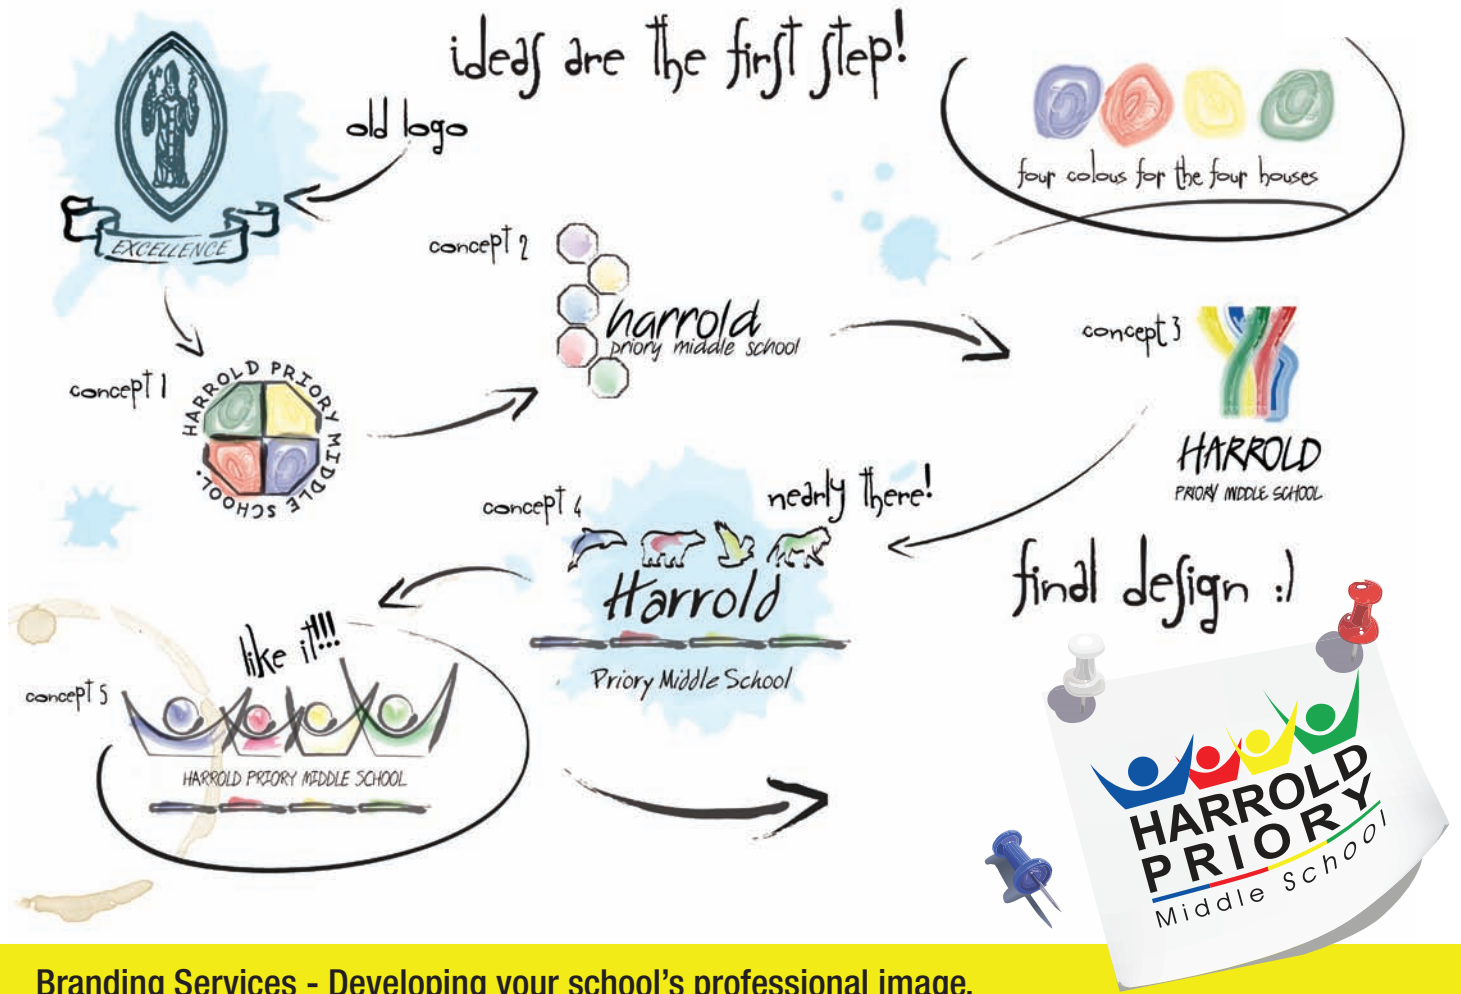 ideas are the first step!
old logo
EXCELLENCE
four colous for the four houses
concept 1
HARROLD PRIORY MIDDLE SCHOOL.
concept 2
harrold
priory middle school
concept 3
HARROLD
PRIORY MIDDLE SCHOOL
concept 4
nearly there!
Harrold
Priory Middle School
like it!!!
concept 5
HARROLD PRIORY MIDDLE SCHOOL
final design :)
HARROLD
PRIORY
Middle School
Branding Services - Developing your school's professional image.